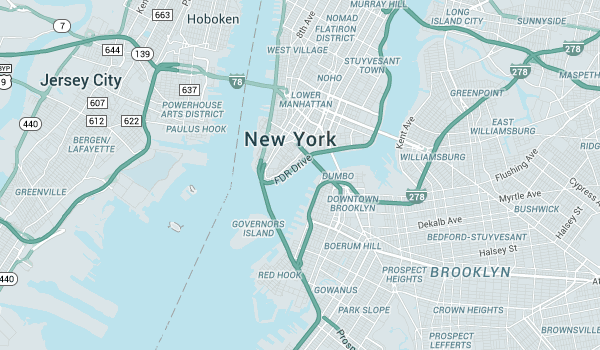 MURRAY HILL
8th Ave
NOMAD
FLATIRON
DISTRICT
LONG
ISLAND CITY
SUNNYSIDE
Hoboken
663
7
644
139
WEST VILLAGE
STUYVESANT
TOWN
278
278
MASPETH
NOHO
78
Jersey City
637
607
612
622
440
POWERHOUSE
ARTS DISTRICT
PAULUS HOOK
LOWER
MANHATTAN
GREENPOINT
EAST
WILLIAMSBURG
Kent Ave
New York
BERGEN/
LAFAYETTE
WILLIAMSBURG
Flushing Ave
FDR Drive
DUMBO
GREENVILLE
DOWNTOWN
BROOKLYN
278
Myrtle Ave
BUSHWICK
Cypress A
Halsey St
GOVERNORS
ISLAND
Dekalb Ave
BEDFORD-STUYVESANT
BOERUM HILL
Halsey St
RED HOOK
PROSPECT
HEIGHTS
BROOKLYN
440
GOWANUS
PARK SLOPE
CROWN HEIGHTS
BROWNSVILLE
PROSPECT
LEFFERTS